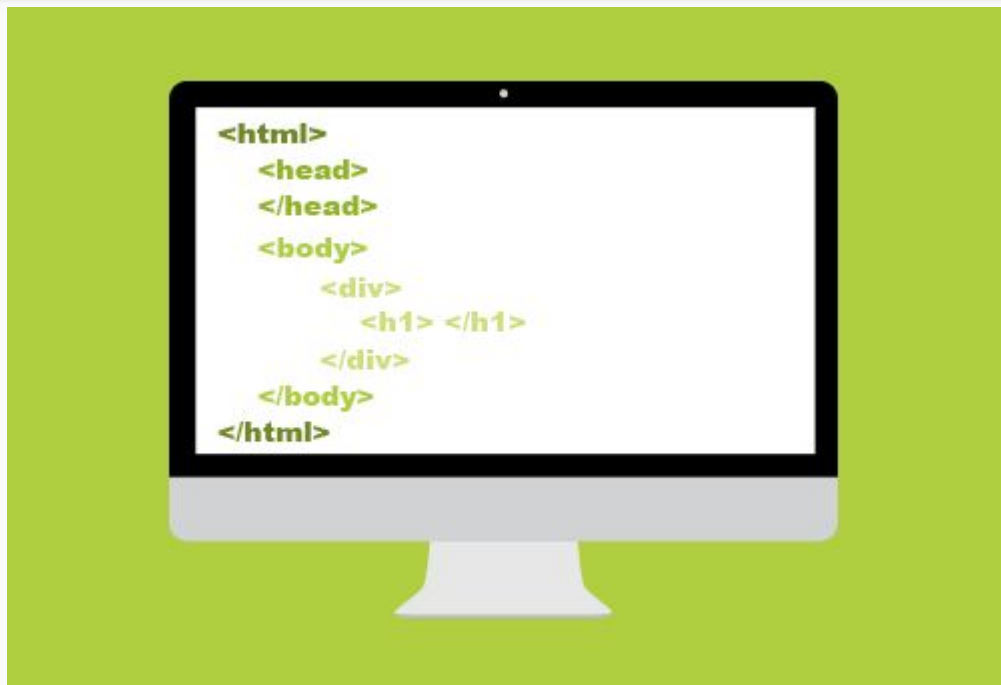 <html>
<head>
</head>
<body>
<div>
<h1> </h1>
</div>
</body>
</html>